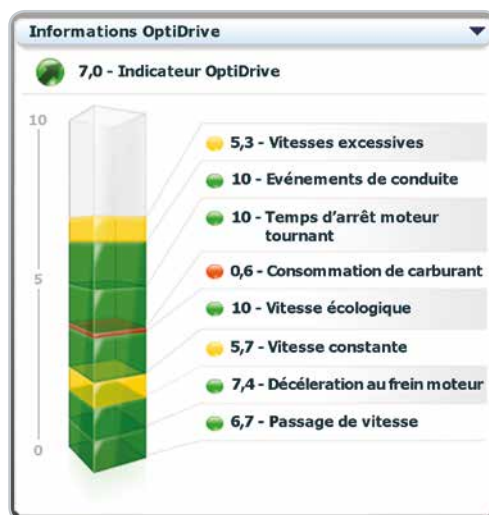 Informations OptiDrive
7,0 - Indicateur OptiDrive
10
5,3 - Vitesses excessives
10 - Evénements de conduite
10 - Temps d'arrêt moteur
tournant
5
0,6 - Consommation de carburant
10 - Vitesse écologique
5,7 - Vitesse constante
7,4 - Décéleration au frein moteur
6,7 - Passage de vitesse
0